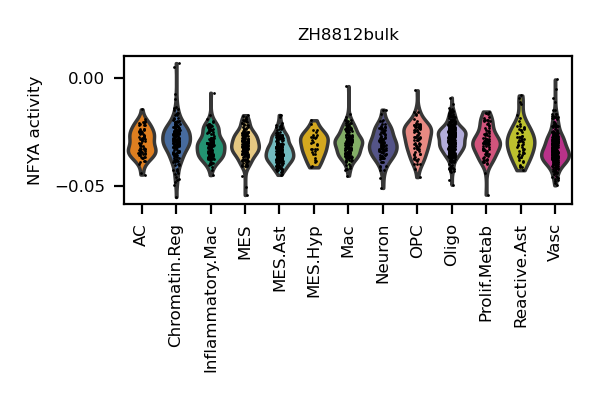 ZH8812bulk
NFYA activity
0.00
−0.05
AC
Chromatin.Reg
Inflammatory.Mac
MES
MES.Ast
MES.Hyp
Mac
Neuron
OPC
Oligo
Prolif.Metab
Reactive.Ast
Vasc